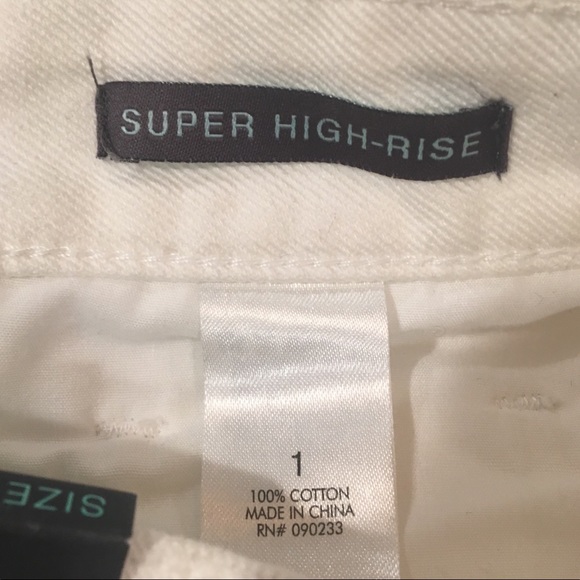 SUPER HIGH-RISE
1
100% COTTON
MADE IN CHINA
RN# 090233
SIZE